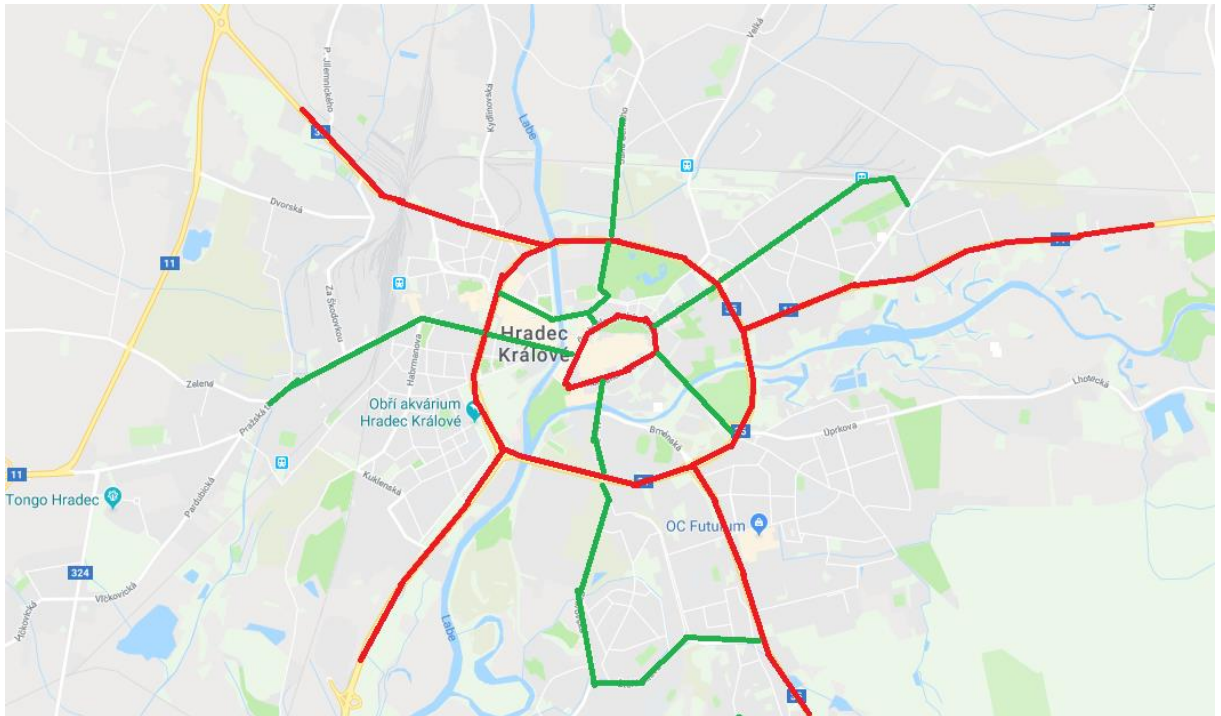 P. Jilemnického
Kydlinovská
Labe
Velká
Dvorská
11
Za Škodovkou
Hradec
Králové
Habrmanova
Zelená
Obří akvárium
Hradec Králové
Pražská
Brněnská
Úprkova
Lhotecká
11
Kuklenská
Tongo Hradec
Pardubická
OC Futurum
324
Vlčkovická
Labe